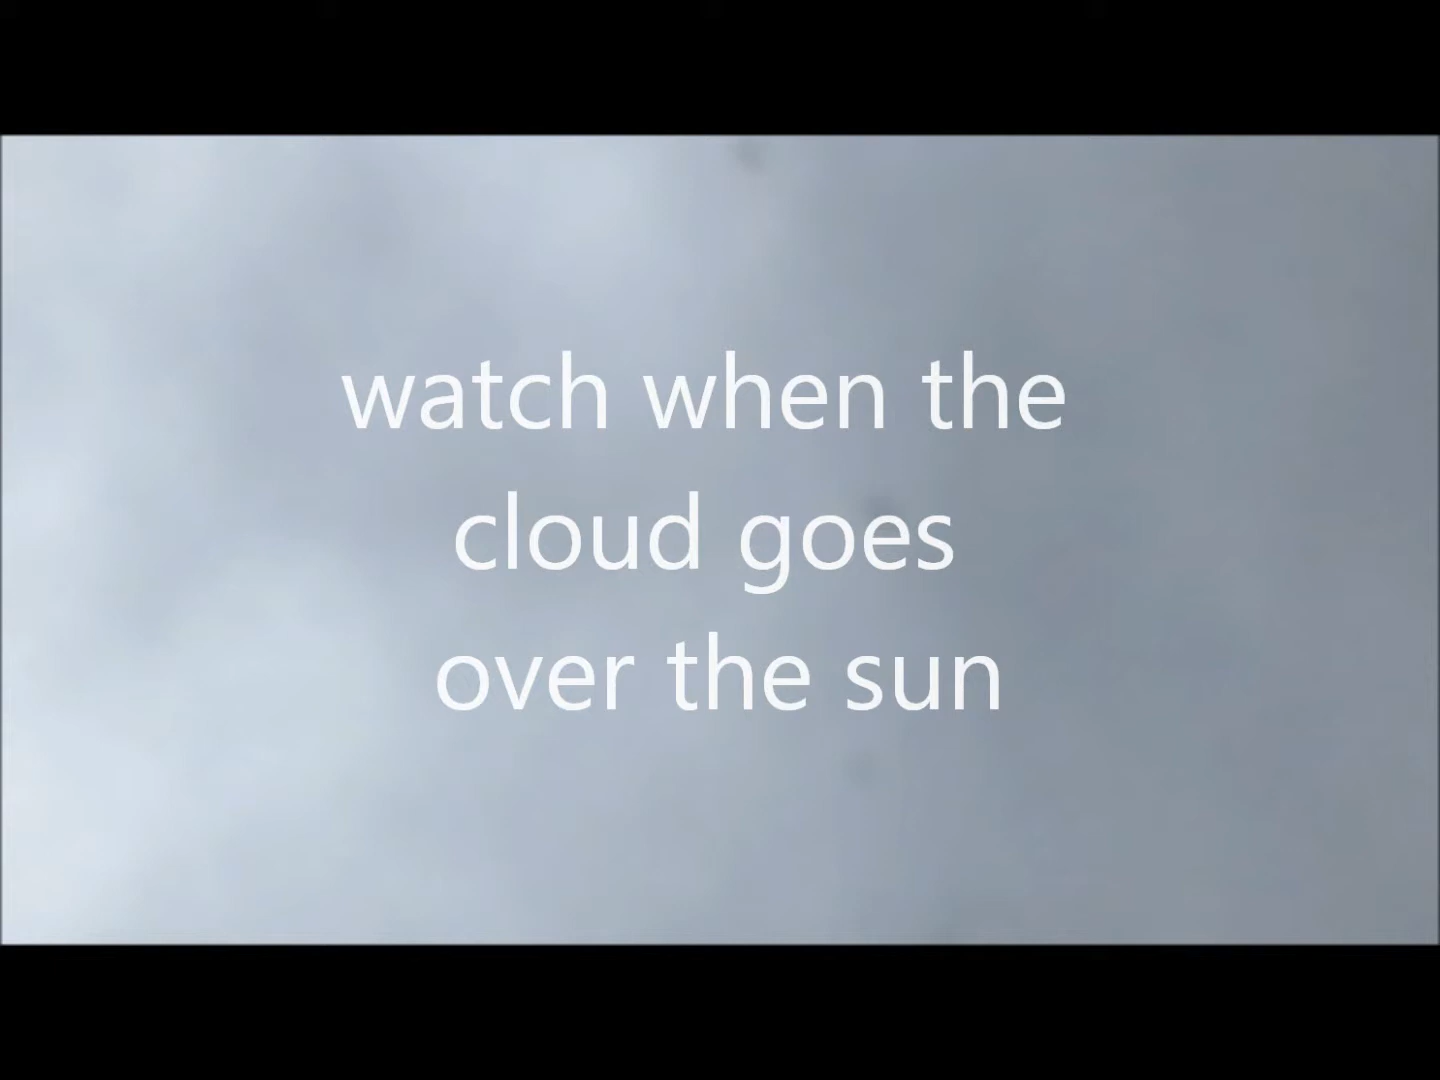 watch when the
cloud goes
over the sun